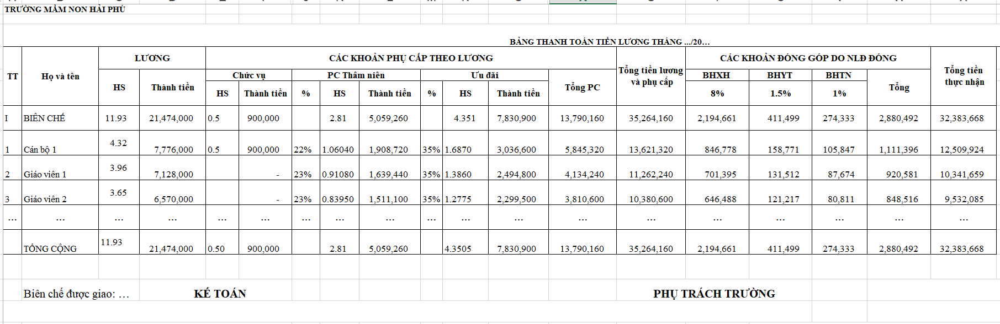 TRƯỜNG MẦM NON HẢI PHÚ
BẢNG THANH TOÁN TIỀN LƯƠNG THÁNG .../20...
TT Họ và tên LƯƠNG CÁC KHOẢN PHỤ CẤP THEO LƯƠNG Tổng tiền lương và phụ cấp CÁC KHOẢN ĐÓNG GÓP DO NLĐ ĐÓNG Tổng tiền thực nhận
HS Thành tiền Chức vụ PC Thâm niên Ưu đãi Tổng PC BHXH BHYT BHTN Tổng
HS Thành tiền % HS Thành tiền % HS Thành tiền 8% 1.5% 1%
I BIÊN CHẾ 11.93 21,474,000 0.5 900,000 2.81 5,059,260 4.351 7,830,900 13,790,160 35,264,160 2,194,661 411,499 274,333 2,880,492 32,383,668
1 Cán bộ 1 4.32 7,776,000 0.5 900,000 22% 1.06040 1,908,720 35% 1.6870 3,036,600 5,845,320 13,621,320 846,778 158,771 105,847 1,111,396 12,509,924
2 Giáo viên 1 3.96 7,128,000 - 23% 0.91080 1,639,440 35% 1.3860 2,494,800 4,134,240 11,262,240 701,395 131,512 87,674 920,581 10,341,659
3 Giáo viên 2 3.65 6,570,000 - 23% 0.83950 1,511,100 35% 1.2775 2,299,500 3,810,600 10,380,600 646,488 121,217 80,811 848,516 9,532,085
... ... ... ... ... ... ... ... ... ... ... ... ... ... ... ... ... ... ...
TỔNG CỘNG 11.93 21,474,000 0.50 900,000 2.81 5,059,260 4.3505 7,830,900 13,790,160 35,264,160 2,194,661 411,499 274,333 2,880,492 32,383,668
Biên chế được giao: ... KẾ TOÁN PHỤ TRÁCH TRƯỜNG